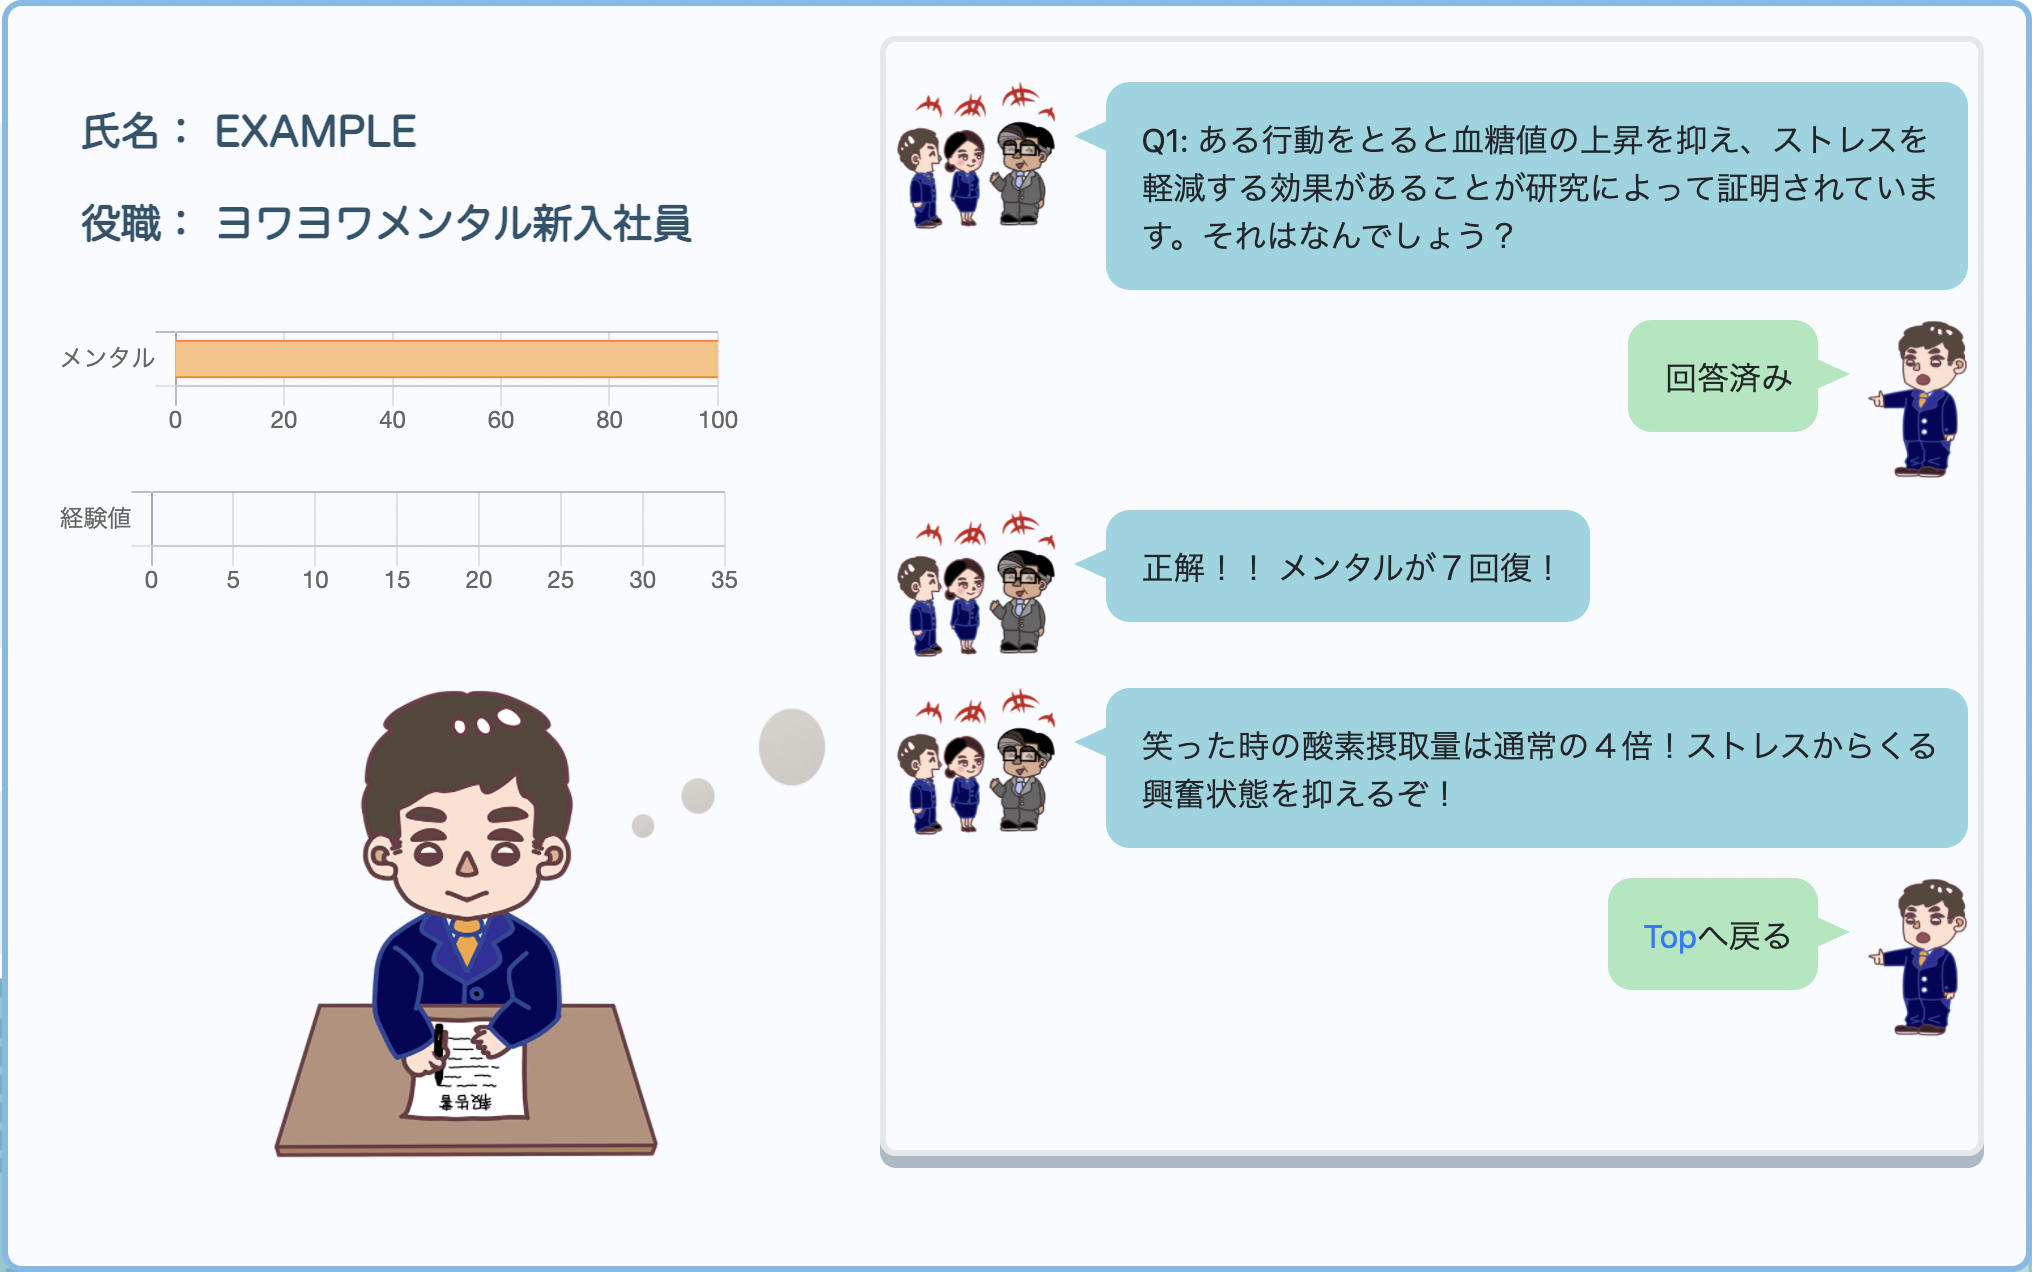 氏名： EXAMPLE
役職： ヨワヨワメンタル新入社員
メンタル
0 20 40 60 80 100
経験値
0 5 10 15 20 25 30 35
報告書
Q1: ある行動をとると血糖値の上昇を抑え、ストレスを
軽減する効果があることが研究によって証明されていま
す。それはなんでしょう？
回答済み
正解！！ メンタルが７回復！
笑った時の酸素摂取量は通常の４倍！ストレスからくる
興奮状態を抑えるぞ！
Topへ戻る